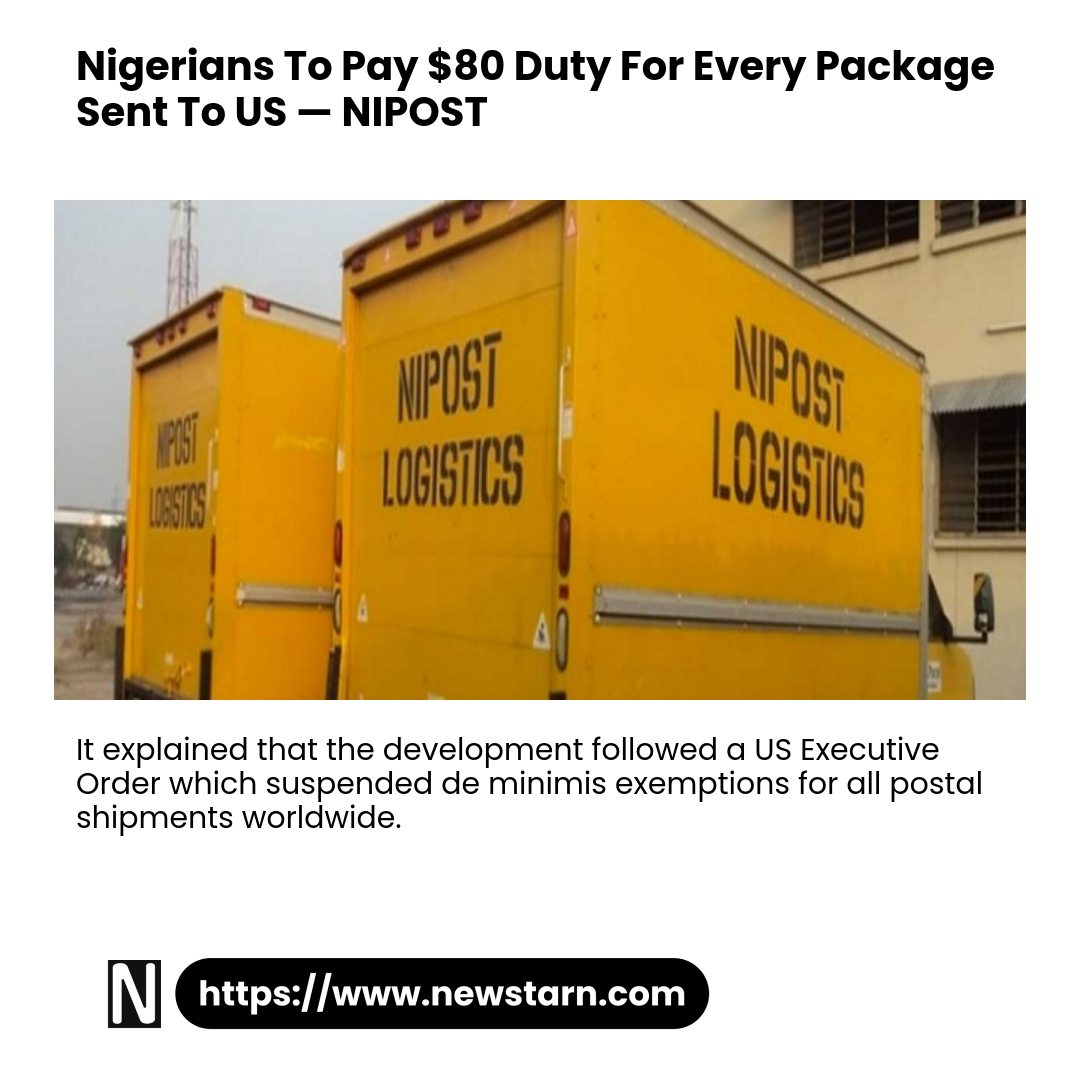 Nigerians To Pay $80 Duty For Every Package
Sent To US — NIPOST
NIPOST
LOGISTICS
NIPOST
LOGISTICS
NIPOST
LOGISTICS
It explained that the development followed a US Executive
Order which suspended de minimis exemptions for all postal
shipments worldwide.
N
https://www.newstarn.com